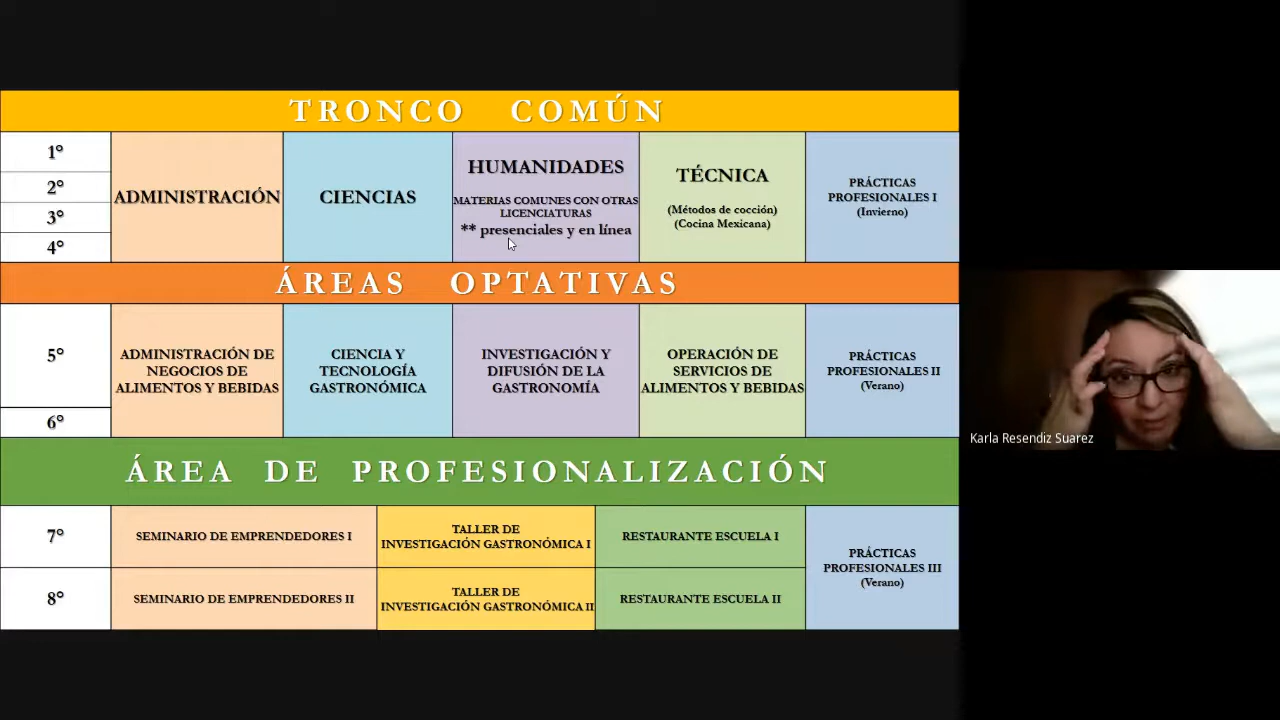 TRONCO COMÚN
1°
2°
3°
4°
ADMINISTRACIÓN
CIENCIAS
HUMANIDADES
MATERIAS COMUNES CON OTRAS
LICENCIATURAS
** presenciales y en línea
TÉCNICA
(Métodos de cocción)
(Cocina Mexicana)
PRÁCTICAS
PROFESIONALES I
(Invierno)
ÁREAS OPTATIVAS
5°
6°
ADMINISTRACIÓN DE
NEGOCIOS DE
ALIMENTOS Y BEBIDAS
CIENCIA Y
TECNOLOGÍA
GASTRONÓMICA
INVESTIGACIÓN Y
DIFUSIÓN DE LA
GASTRONOMÍA
OPERACIÓN DE
SERVICIOS DE
ALIMENTOS Y BEBIDAS
PRÁCTICAS
PROFESIONALES II
(Verano)
Karla Resendiz Suarez
ÁREA DE PROFESIONALIZACIÓN
7°
SEMINARIO DE EMPRENDEDORES I
TALLER DE
INVESTIGACIÓN GASTRONÓMICA I
RESTAURANTE ESCUELA I
8°
SEMINARIO DE EMPRENDEDORES II
TALLER DE
INVESTIGACIÓN GASTRONÓMICA II
RESTAURANTE ESCUELA II
PRÁCTICAS
PROFESIONALES III
(Verano)